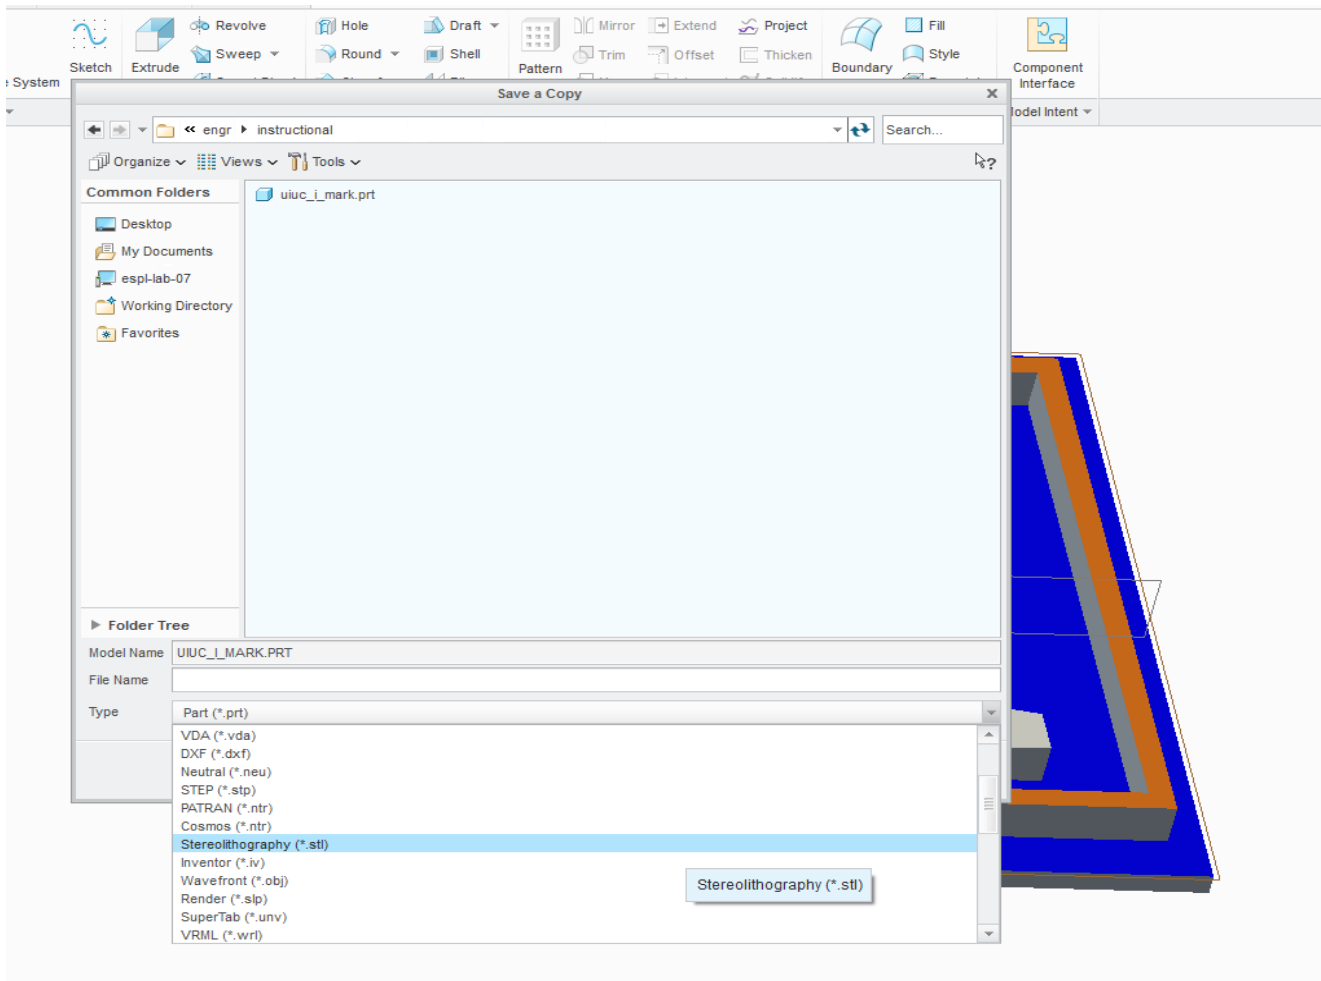 Revolve Hole Draft Mirror Extend Project Fill
Sweep Round Shell Trim Offset Thicken Style
Sketch Extrude Pattern Boundary Component
Interface
System
Model Intent
Save a Copy
« engr instructional Search...
Organize Views Tools ?
Common Folders
uiuc_i_mark.prt
Desktop
My Documents
espl-lab-07
Working Directory
Favorites
Folder Tree
Model Name UIUC_I_MARK.PRT
File Name
Type Part (*.prt)
VDA (*.vda)
DXF (*.dxf)
Neutral (*.neu)
STEP (*.stp)
PATRAN (*.ntr)
Cosmos (*.ntr)
Stereolithography (*.stl)
Inventor (*.iv)
Wavefront (*.obj)
Stereolithography (*.stl)
Render (*.slp)
SuperTab (*.unv)
VRML (*.wrl)